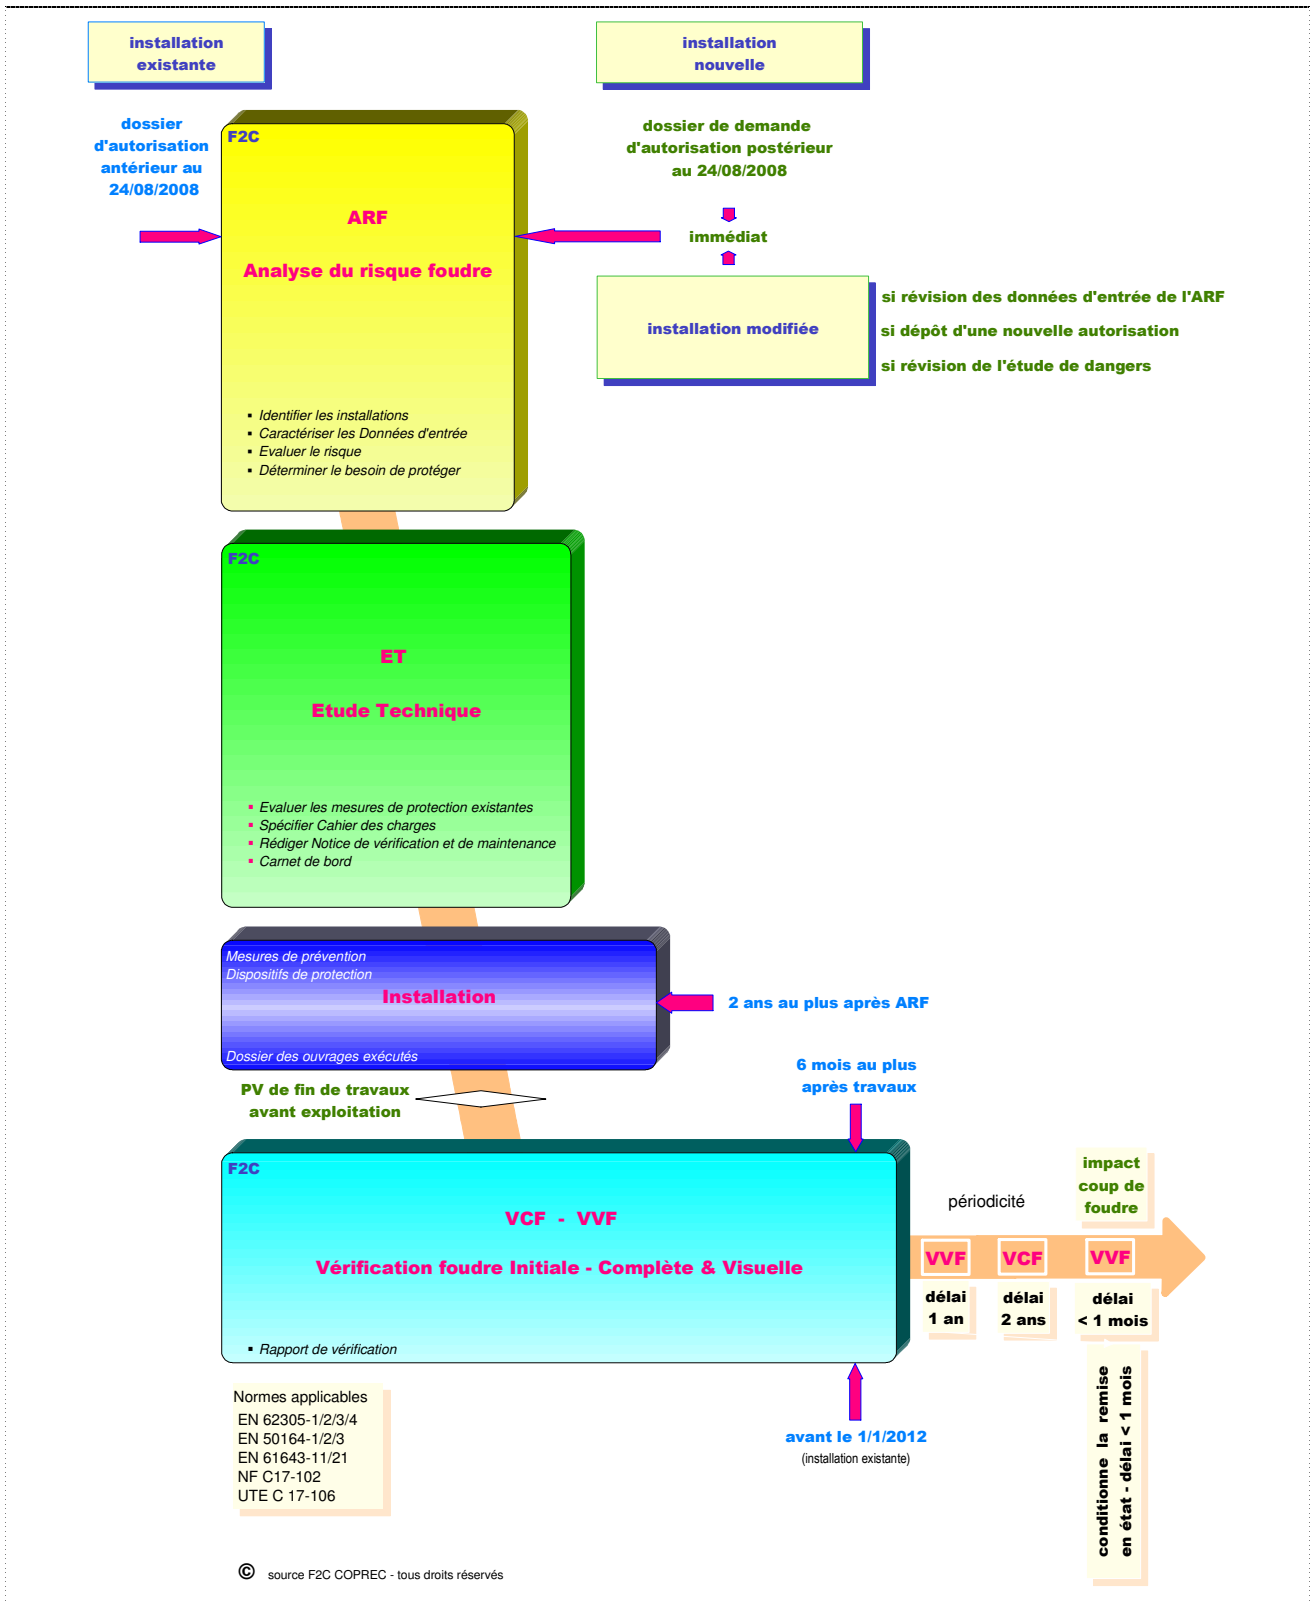 installation
existante
installation
nouvelle
dossier
d'autorisation
antérieur au
24/08/2008
dossier de demande
d'autorisation postérieur
au 24/08/2008
immédiat
F2C
ARF
Analyse du risque foudre
▪ Identifier les installations
▪ Caractériser les Données d'entrée
▪ Evaluer le risque
▪ Déterminer le besoin de protéger
installation modifiée
si révision des données d'entrée de l'ARF
si dépôt d'une nouvelle autorisation
si révision de l'étude de dangers
F2C
ET
Etude Technique
▪ Evaluer les mesures de protection existantes
▪ Spécifier Cahier des charges
▪ Rédiger Notice de vérification et de maintenance
▪ Carnet de bord
Mesures de prévention
Dispositifs de protection
Installation
Dossier des ouvrages exécutés
2 ans au plus après ARF
PV de fin de travaux
avant exploitation
6 mois au plus
après travaux
F2C
VCF - VVF
Vérification foudre Initiale - Complète & Visuelle
▪ Rapport de vérification
périodicité
impact
coup de
foudre
VVF
VCF
VVF
délai
1 an
délai
2 ans
délai
< 1 mois
conditionne la remise
en état - délai < 1 mois
avant le 1/1/2012
(installation existante)
Normes applicables
EN 62305-1/2/3/4
EN 50164-1/2/3
EN 61643-11/21
NF C17-102
UTE C 17-106
© source F2C COPREC - tous droits réservés